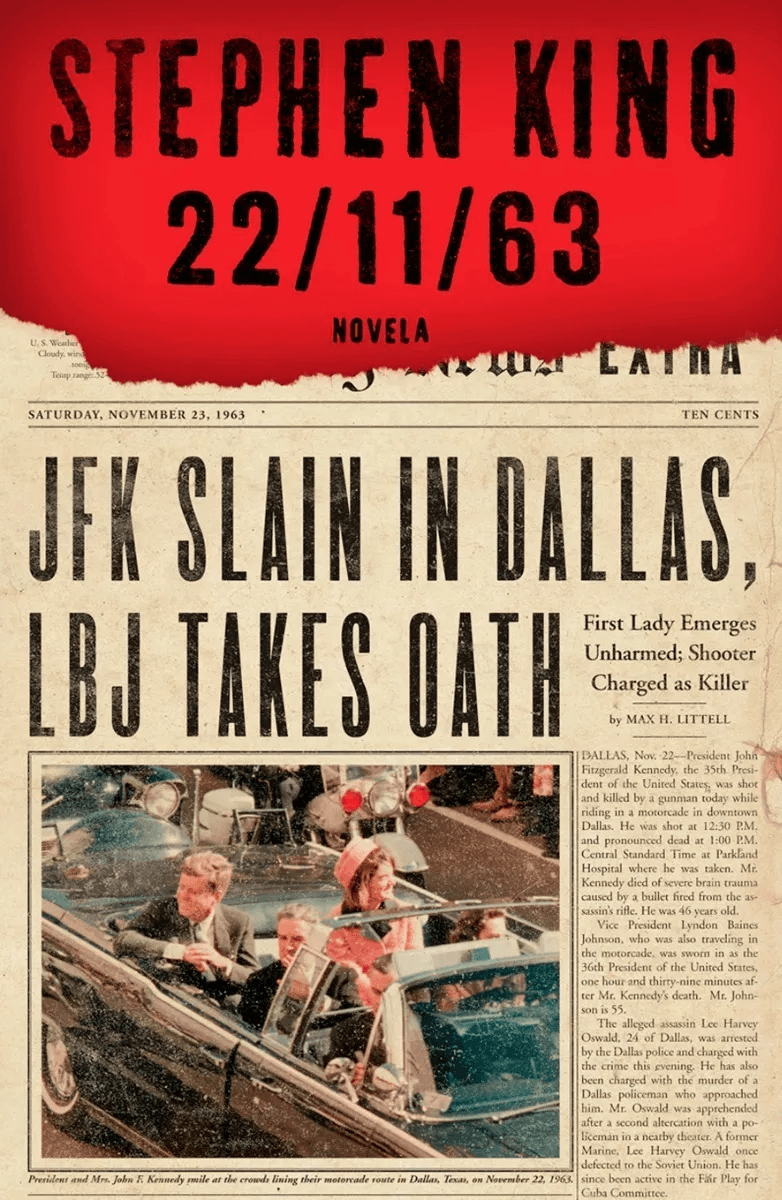 STEPHEN KING
22/11/63
NOVELA
U. S. Weather
Cloudy, wind
Temp range: 52-
News EXTRA
SATURDAY, NOVEMBER 23, 1963
TEN CENTS
JFK SLAIN IN DALLAS,
LBJ TAKES OATH
First Lady Emerges
Unharmed; Shooter
Charged as Killer
by MAX H. LITTELL
DALLAS, Nov. 22—President John
Fitzgerald Kennedy, the 35th Presi-
dent of the United States, was shot
and killed by a gunman today while
riding in a motorcade in downtown
Dallas. He was shot at 12:30 P.M.
and pronounced dead at 1:00 P.M.
Central Standard Time at Parkland
Hospital where he was taken. Mr.
Kennedy died of severe brain trauma
caused by a bullet fired from the as-
sassin's rifle. He was 46 years old.
Vice President Lyndon Baines
Johnson, who was also traveling in
the motorcade, was sworn in as the
36th President of the United States,
one hour and thirty-nine minutes af-
ter Mr. Kennedy's death. Mr. John-
son is 55.
The alleged assassin Lee Harvey
Oswald, 24 of Dallas, was arrested
by the Dallas police and charged with
the crime this evening. He has also
been charged with the murder of a
Dallas policeman who approached
him. Mr. Oswald was apprehended
after a second altercation with a po-
liceman in a nearby theater. A former
Marine, Lee Harvey Oswald once
defected to the Soviet Union. He has
since been active in the Fair Play for
Cuba Committee.
President and Mrs. John F. Kennedy smile at the crowds lining their motorcade route in Dallas, Texas, on November 22, 1963.